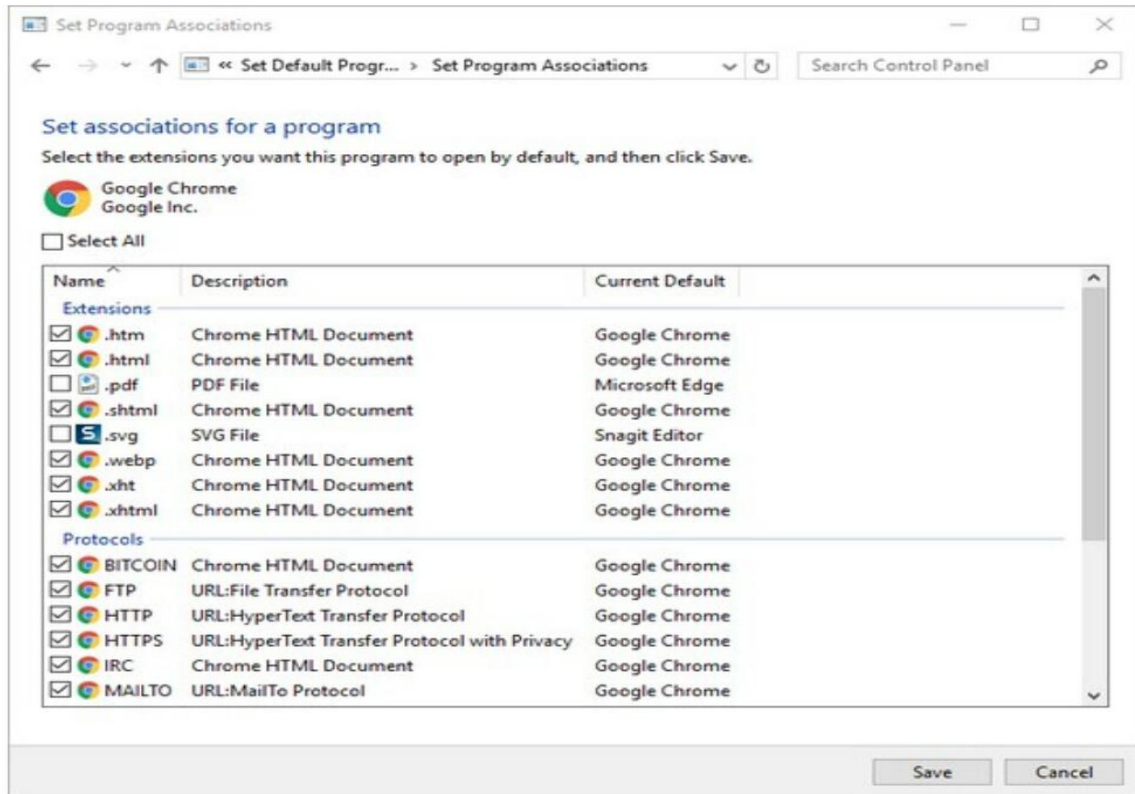 Set Program Associations
« Set Default Progr... › Set Program Associations Search Control Panel
Set associations for a program
Select the extensions you want this program to open by default, and then click Save.
Google Chrome
Google Inc.
Select All
Name Description Current Default
Extensions
.htm Chrome HTML Document Google Chrome
.html Chrome HTML Document Google Chrome
.pdf PDF File Microsoft Edge
.shtml Chrome HTML Document Google Chrome
.svg SVG File Snagit Editor
.webp Chrome HTML Document Google Chrome
.xht Chrome HTML Document Google Chrome
.xhtml Chrome HTML Document Google Chrome
Protocols
BITCOIN Chrome HTML Document Google Chrome
FTP URL:File Transfer Protocol Google Chrome
HTTP URL:HyperText Transfer Protocol Google Chrome
HTTPS URL:HyperText Transfer Protocol with Privacy Google Chrome
IRC Chrome HTML Document Google Chrome
MAILTO URL:MailTo Protocol Google Chrome
Save Cancel